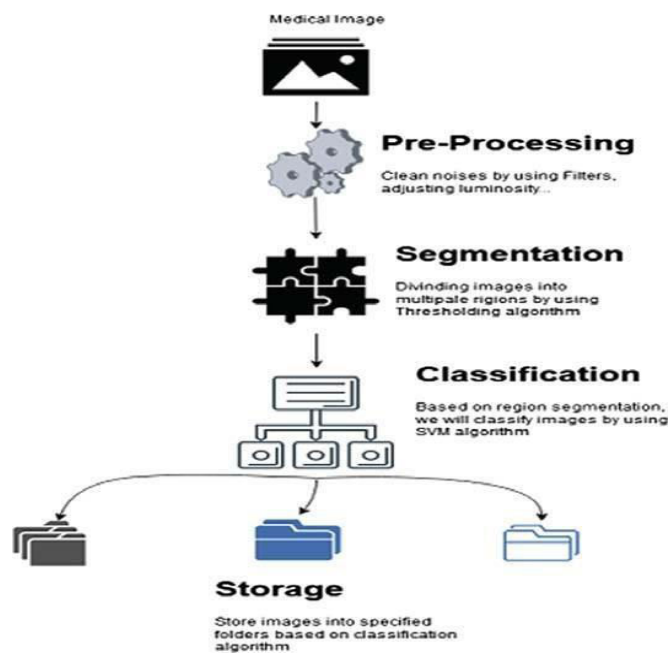 Medical Image
Pre-Processing
Clean noises by using Filters,
adjusting luminosity...
Segmentation
Divinding images into
multipale rigions by using
Thresholding algorithm
Classification
Based on region segmentation,
we will classify images by using
SVM algorithm
Storage
Store images into specified
folders based on classification
algorithm